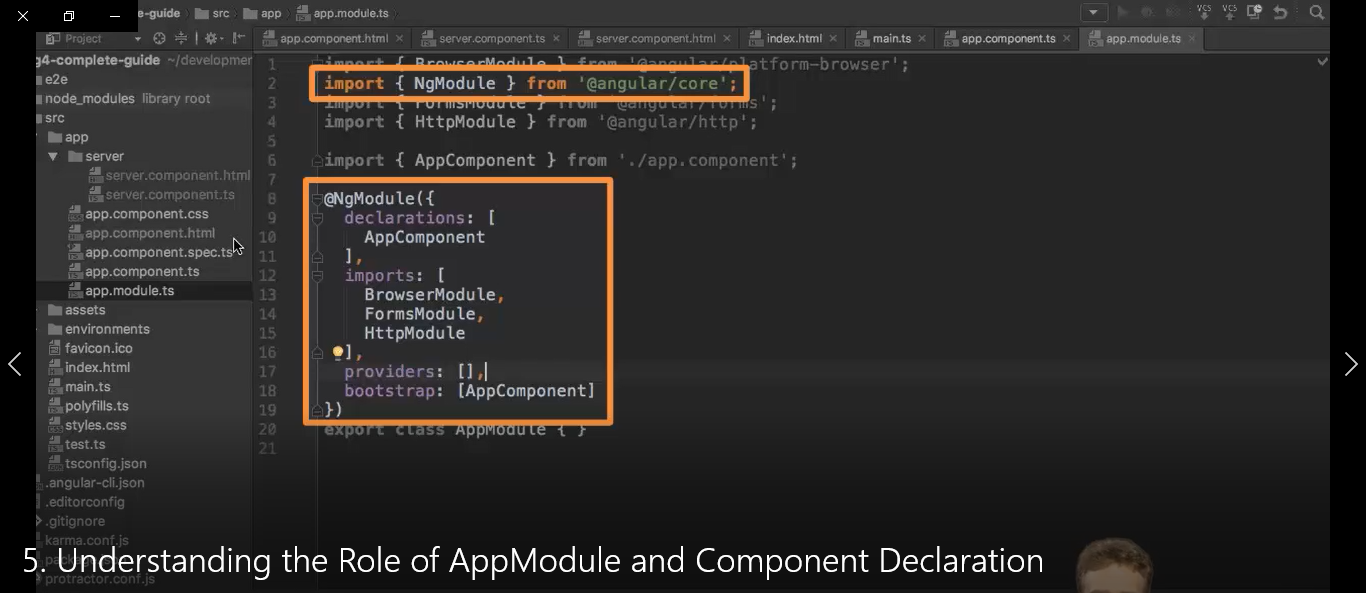 e-guide src app app.module.ts
VCS VCS
Project
app.component.html server.component.ts server.component.html index.html main.ts app.component.ts app.module.ts
g4-complete-guide ~/developmen
e2e
node_modules library root
src
app
server
server.component.html
server.component.ts
app.component.css
app.component.html
app.component.spec.ts
app.component.ts
app.module.ts
assets
environments
favicon.ico
index.html
main.ts
polyfills.ts
styles.css
test.ts
tsconfig.json
.angular-cli.json
.editorconfig
.gitignore
karma.conf.js
protractor.conf.js
1 import { BrowserModule } from '@angular/platform-browser';
2 import { NgModule } from '@angular/core';
3 import { FormsModule } from '@angular/forms';
4 import { HttpModule } from '@angular/http';
5
6 import { AppComponent } from './app.component';
7
8 @NgModule({
9 declarations: [
10 AppComponent
11 ],
12 imports: [
13 BrowserModule,
14 FormsModule,
15 HttpModule
16 ],
17 providers: [],
18 bootstrap: [AppComponent]
19 })
20 export class AppModule { }
21
5. Understanding the Role of AppModule and Component Declaration